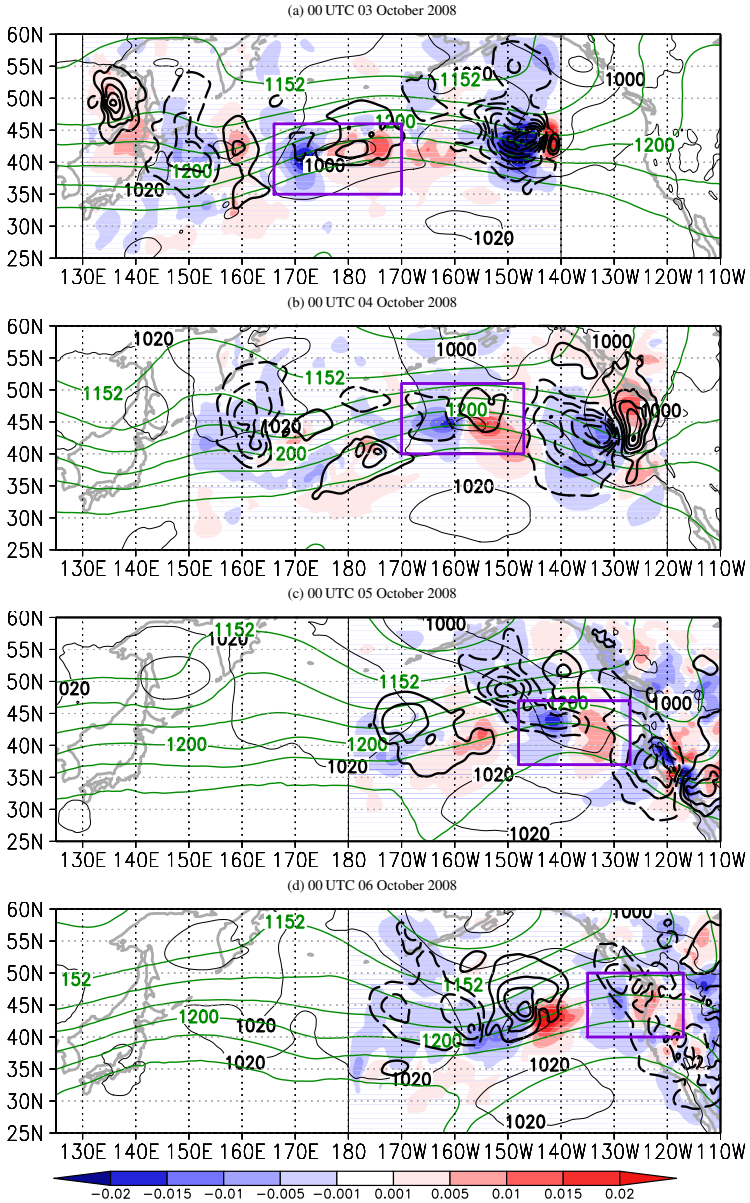 (a) 00 UTC 03 October 2008
60N
55N
50N
45N
40N
35N
30N
25N
1152
1000
1152
1000
1200
1200
1200
1000
1020
1020
130E 140E 150E 160E 170E 180 170W 160W 150W 140W 130W 120W 110W
(b) 00 UTC 04 October 2008
60N
55N
50N
45N
40N
35N
30N
25N
1020
1000
1000
1152
1152
1200
1000
1020
1200
1020
130E 140E 150E 160E 170E 180 170W 160W 150W 140W 130W 120W 110W
(c) 00 UTC 05 October 2008
60N
55N
50N
45N
40N
35N
30N
25N
1152
1020
1000
1152
020
1200
1000
1200
1200
1020
1020
1020
130E 140E 150E 160E 170E 180 170W 160W 150W 140W 130W 120W 110W
(d) 00 UTC 06 October 2008
60N
55N
50N
45N
40N
35N
30N
25N
1152
1000
152
1152
1200
1020
1200
1020
1020
1020
1020
130E 140E 150E 160E 170E 180 170W 160W 150W 140W 130W 120W 110W
−0.02 −0.015 −0.01 −0.005 −0.001 0.001 0.005 0.01 0.015 0.02